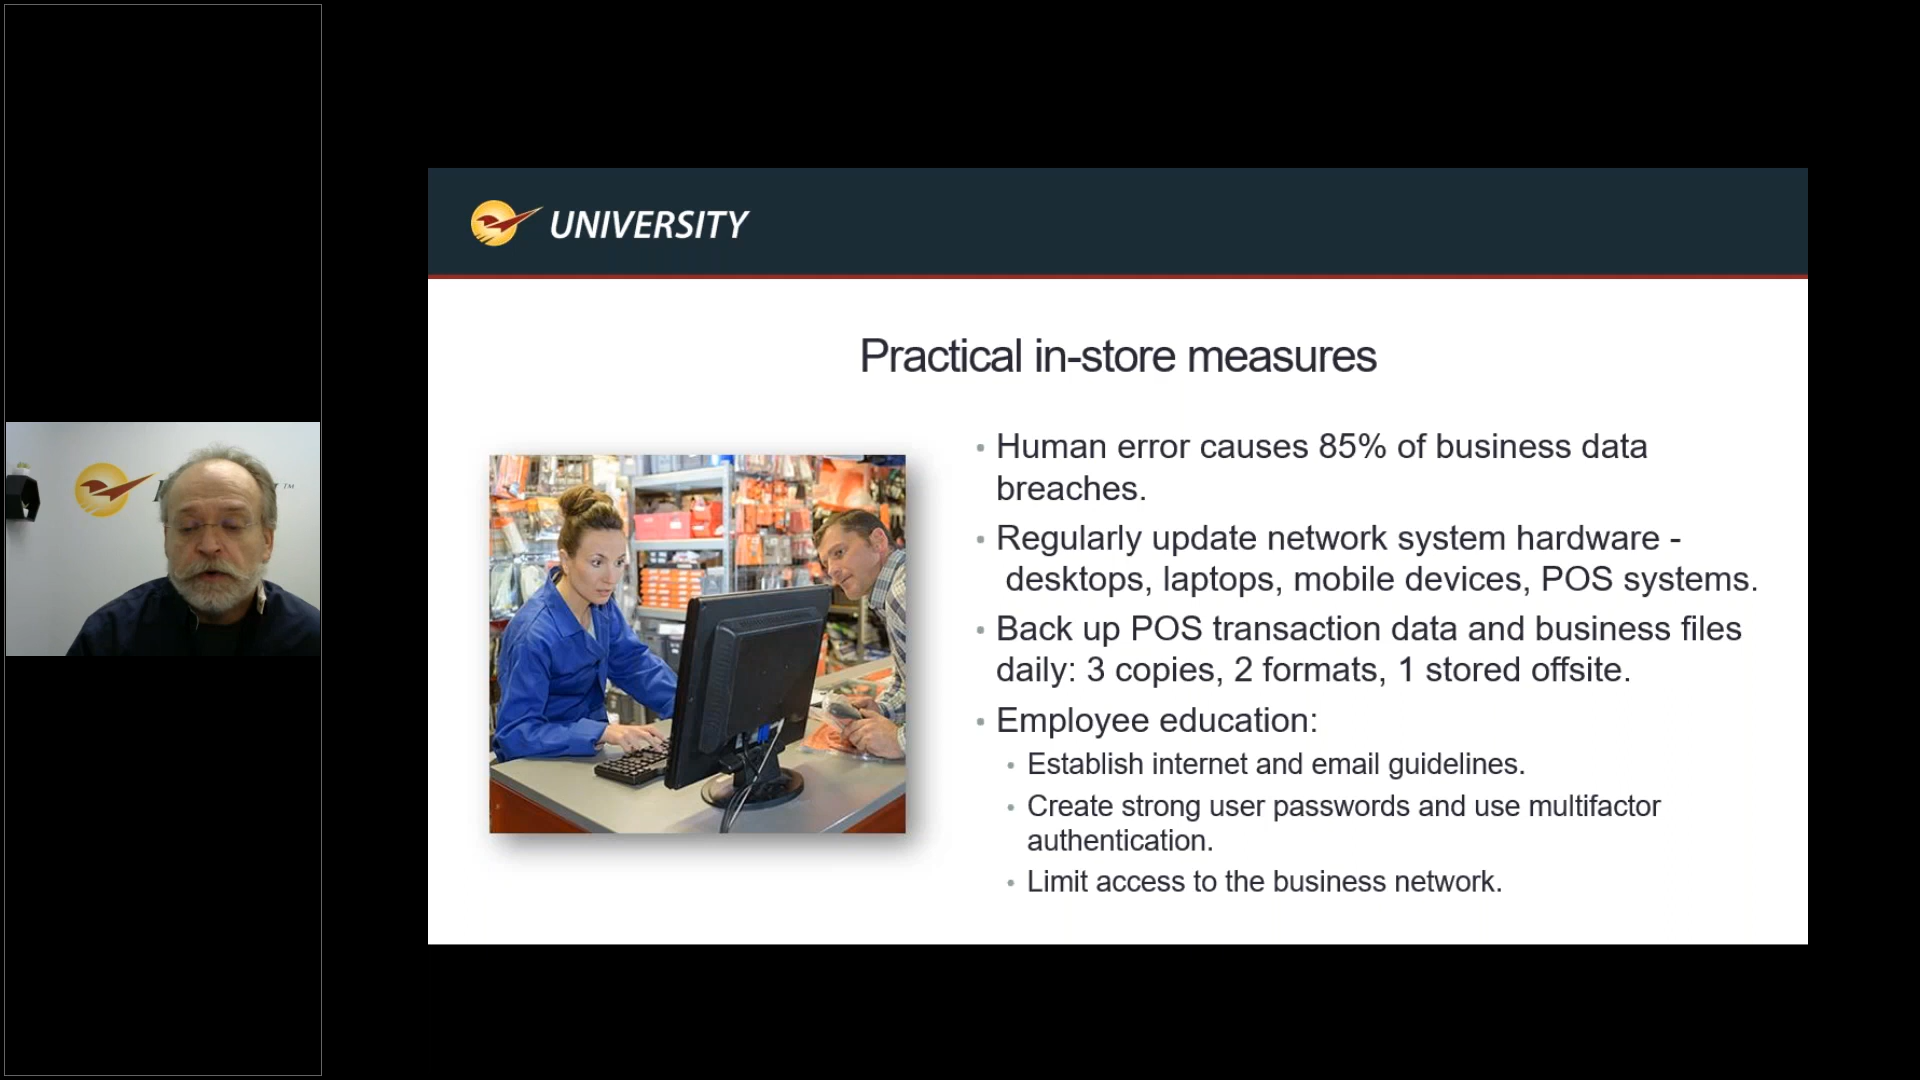 UNIVERSITY
Practical in-store measures
• Human error causes 85% of business data
breaches.
• Regularly update network system hardware -
desktops, laptops, mobile devices, POS systems.
• Back up POS transaction data and business files
daily: 3 copies, 2 formats, 1 stored offsite.
• Employee education:
• Establish internet and email guidelines.
• Create strong user passwords and use multifactor
authentication.
• Limit access to the business network.
TM